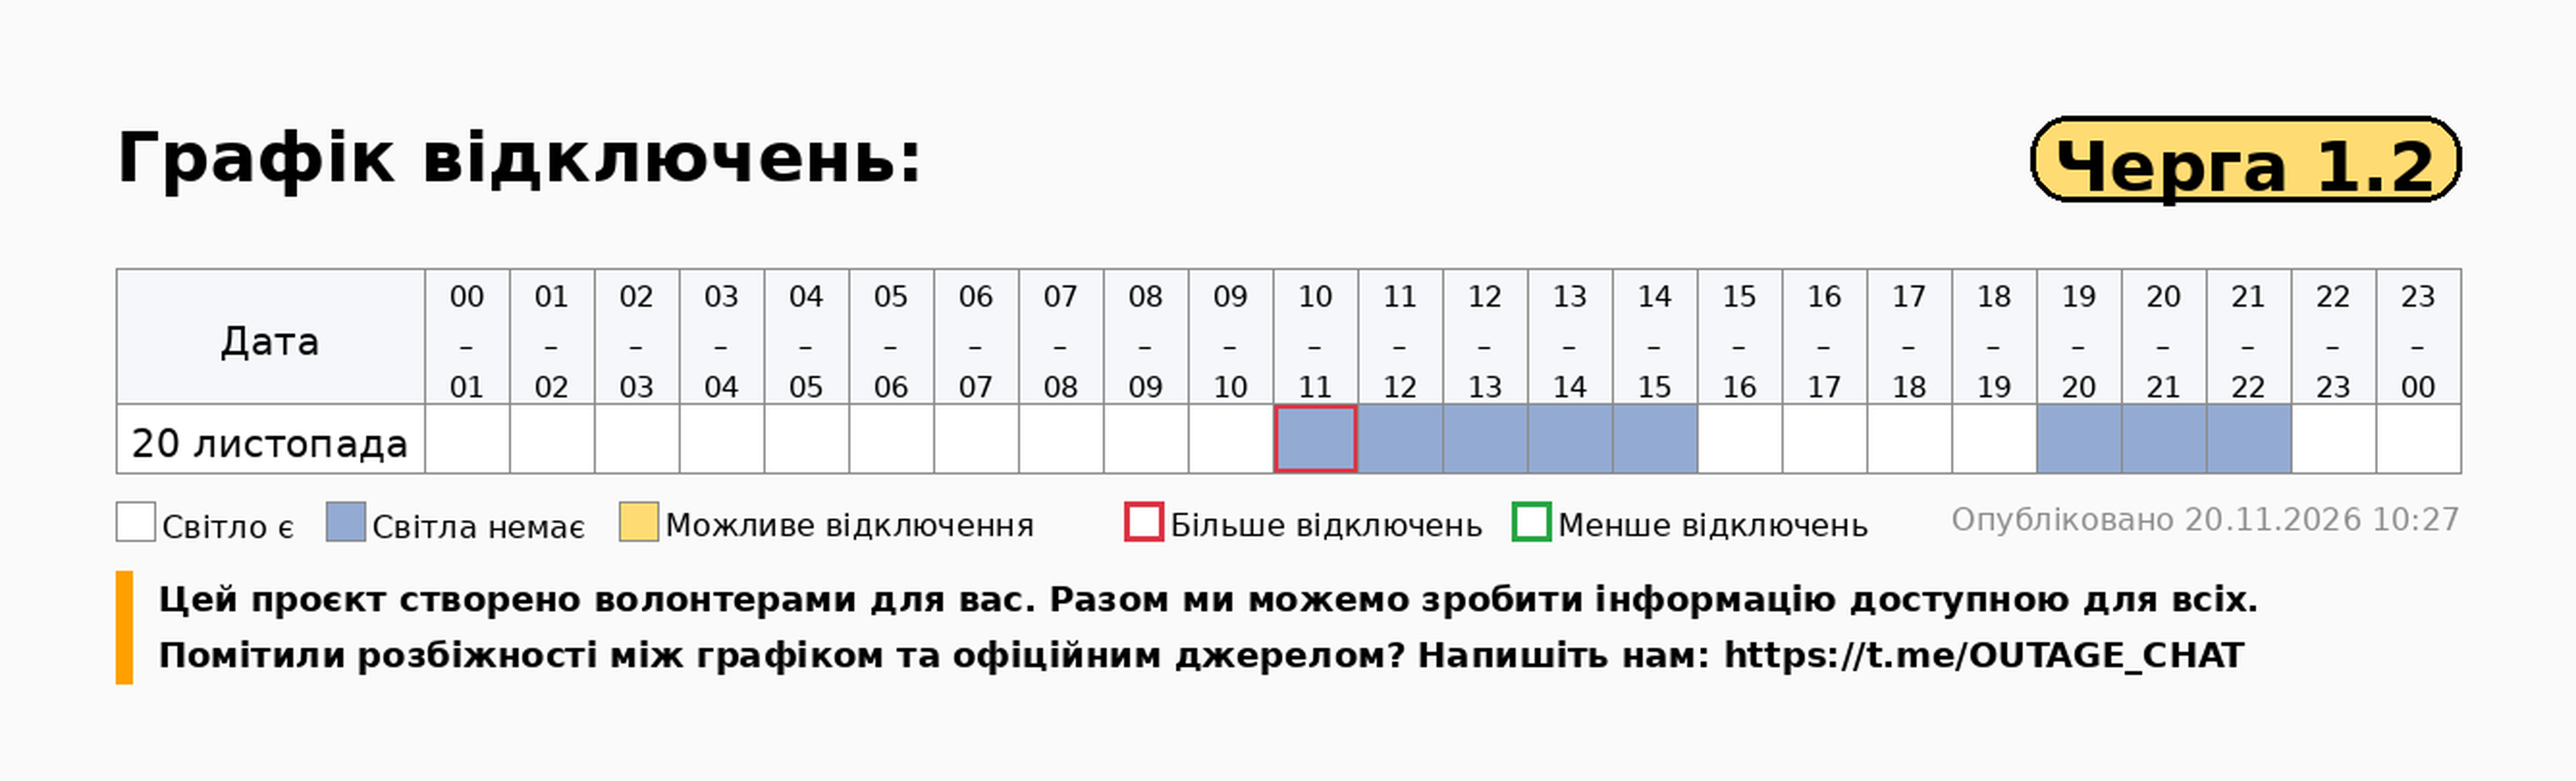 Графік відключень:
Черга 1.2
Дата 00 – 01 01 – 02 02 – 03 03 – 04 04 – 05 05 – 06 06 – 07 07 – 08 08 – 09 09 – 10 10 – 11 11 – 12 12 – 13 13 – 14 14 – 15 15 – 16 16 – 17 17 – 18 18 – 19 19 – 20 20 – 21 21 – 22 22 – 23 23 – 00
20 листопада
Світло є Світла немає Можливе відключення Більше відключень Менше відключень Опубліковано 20.11.2026 10:27
Цей проєкт створено волонтерами для вас. Разом ми можемо зробити інформацію доступною для всіх.
Помітили розбіжності між графіком та офіційним джерелом? Напишіть нам: https://t.me/OUTAGE_CHAT